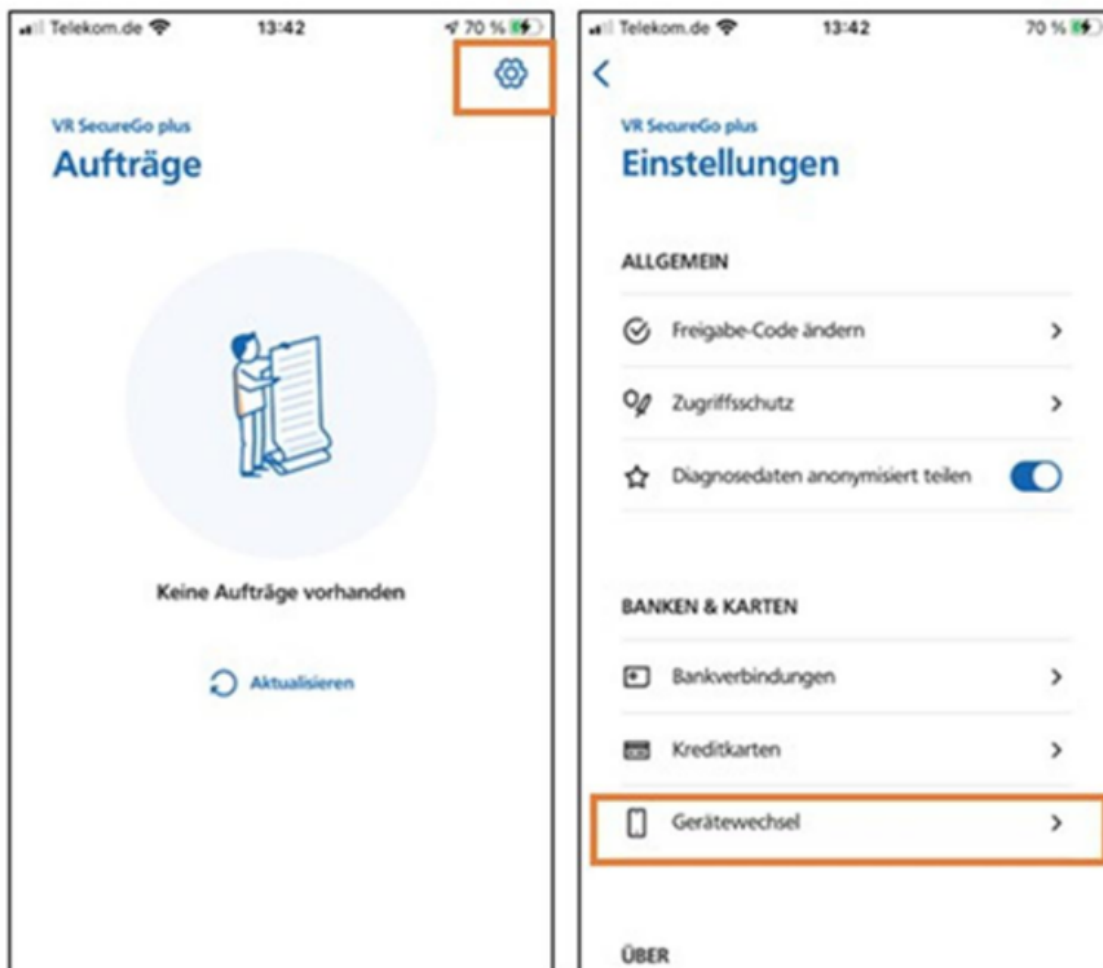 Telekom.de 13:42 70 %
VR SecureGo plus
Aufträge
Keine Aufträge vorhanden
Aktualisieren
Telekom.de 13:42 70 %
VR SecureGo plus
Einstellungen
ALLGEMEIN
Freigabe-Code ändern
Zugriffsschutz
Diagnosedaten anonymisiert teilen
BANKEN & KARTEN
Bankverbindungen
Kreditkarten
Gerätewechsel
ÜBER